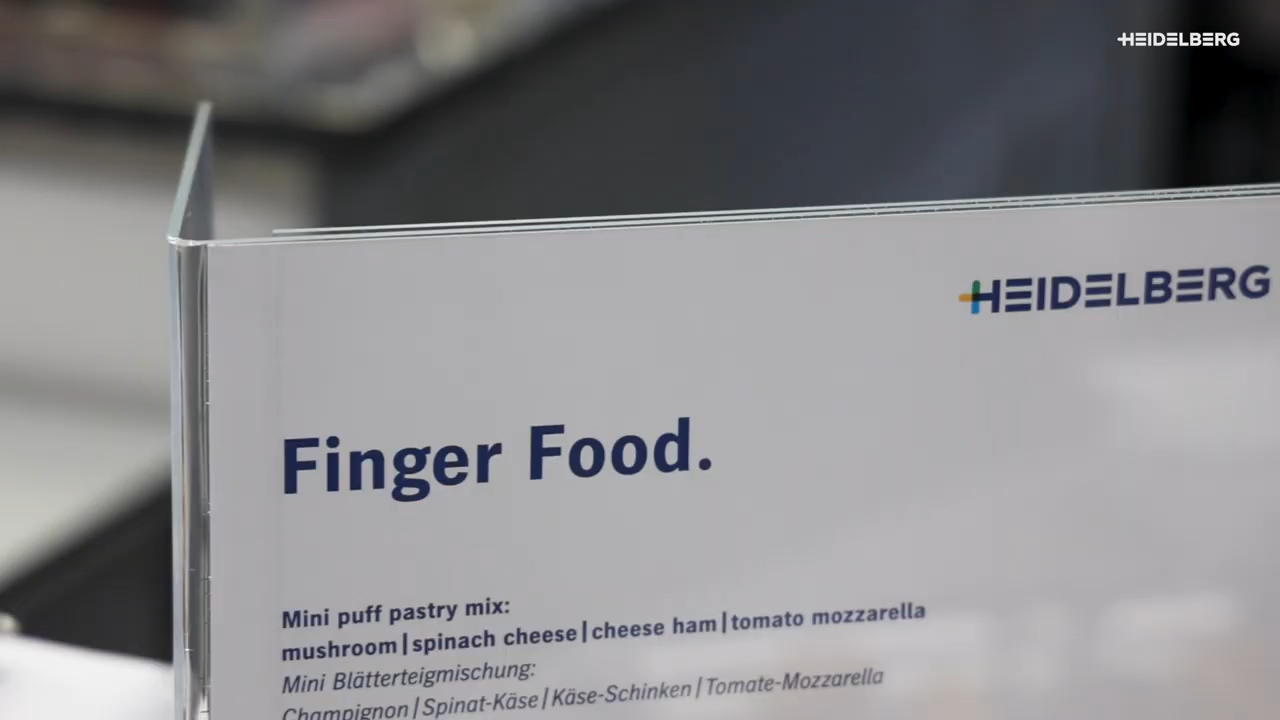 HEIDELBERG
HEIDELBERG
Finger Food.
Mini puff pastry mix:
mushroom|spinach cheese|cheese ham|tomato mozzarella
Mini Blätterteigmischung:
Champignon|Spinat-Käse|Käse-Schinken|Tomate-Mozzarella